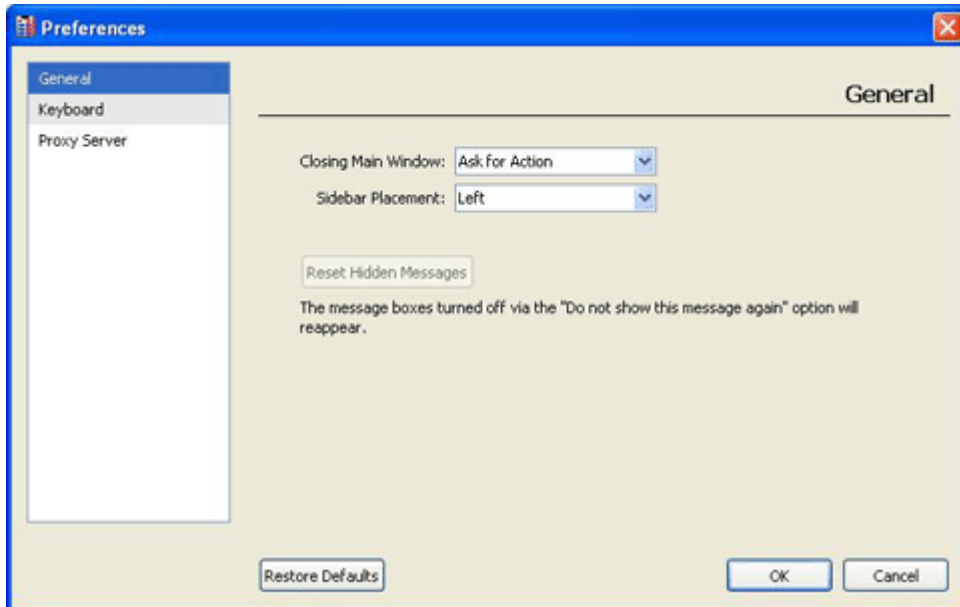 Preferences
General
Keyboard
Proxy Server
General
Closing Main Window: Ask for Action
Sidebar Placement: Left
Reset Hidden Messages
The message boxes turned off via the "Do not show this message again" option will
reappear.
Restore Defaults
OK
Cancel